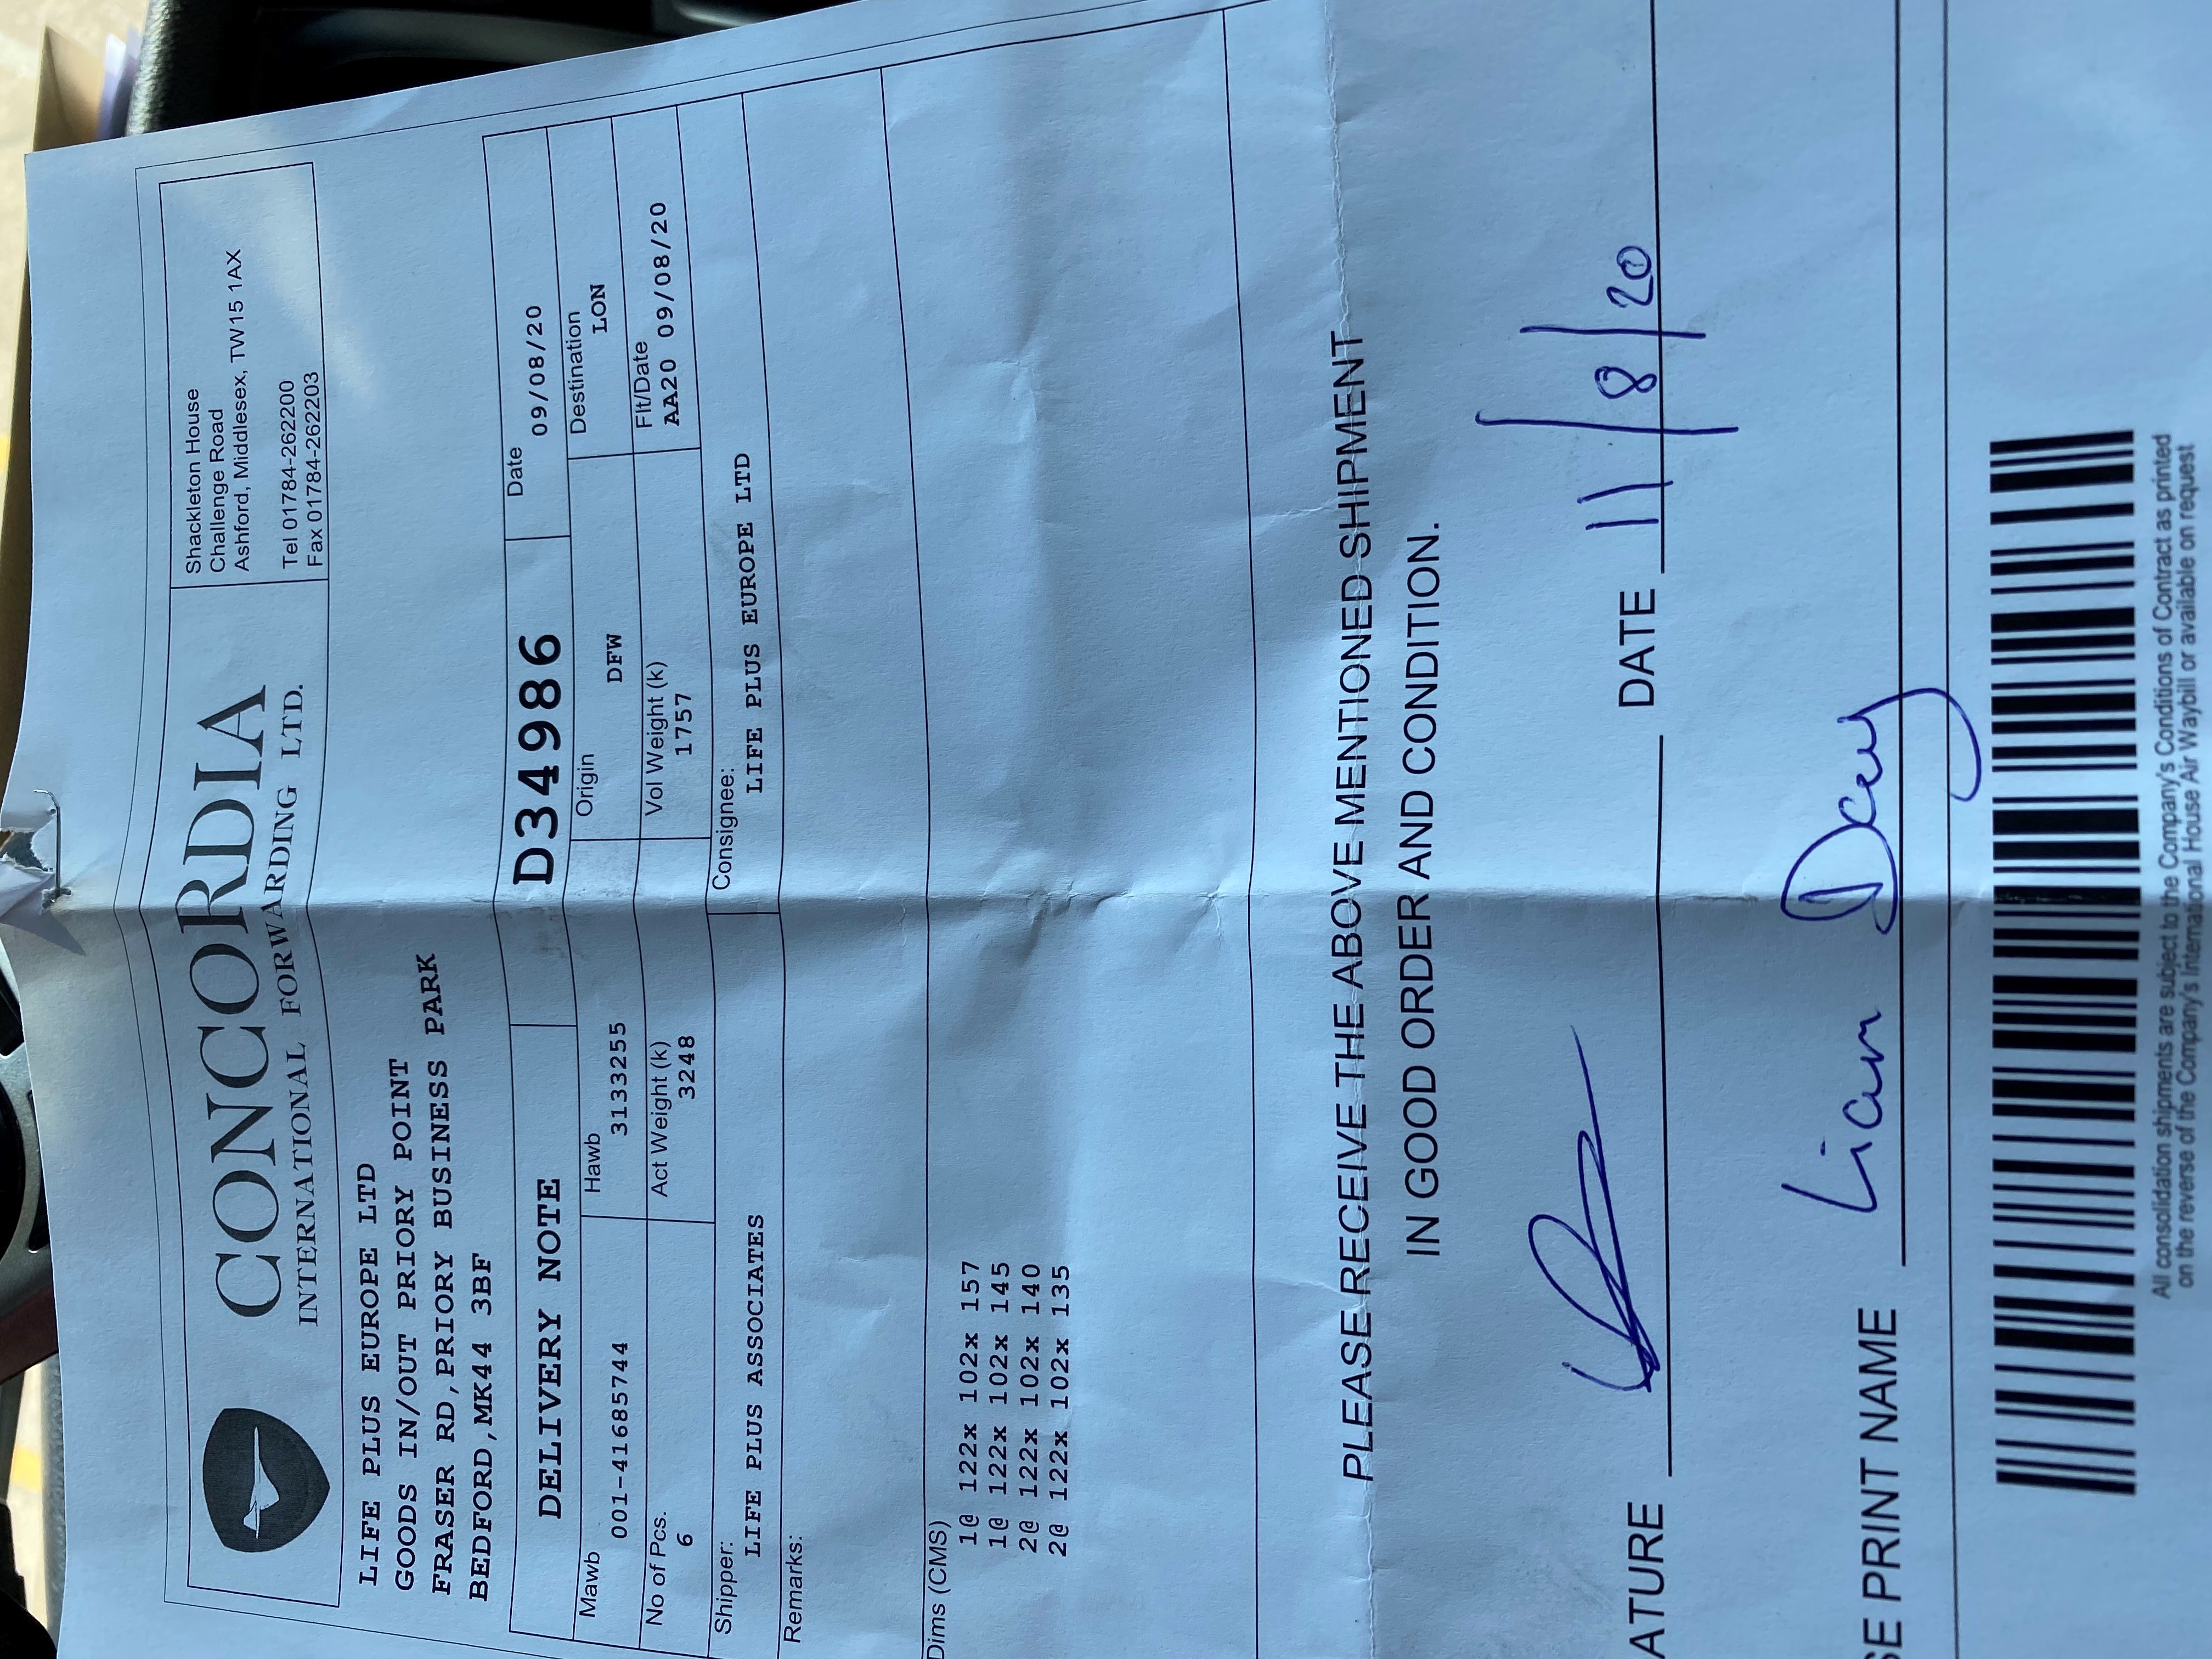 CONCORDIA
INTERNATIONAL FORWARDING LTD.
Shackleton House
Challenge Road
Ashford, Middlesex, TW15 1AX
Tel 01784-262200
Fax 01784-262203
LIFE PLUS EUROPE LTD
GOODS IN/OUT PRIORY POINT
FRASER RD,PRIORY BUSINESS PARK
BEDFORD,MK44 3BF
DELIVERY NOTE
D34986
Date
09/08/20
Mawb
001-41685744
Hawb
3133255
Origin
DFW
Destination
LON
No of Pcs.
6
Act Weight (k)
3248
Vol Weight (k)
1757
Flt/Date
AA20 09/08/20
Shipper:
LIFE PLUS ASSOCIATES
Consignee:
LIFE PLUS EUROPE LTD
Remarks:
Dims (CMS)
1@ 122x 102x 157
1@ 122x 102x 145
2@ 122x 102x 140
2@ 122x 102x 135
PLEASE RECEIVE THE ABOVE MENTIONED SHIPMENT
IN GOOD ORDER AND CONDITION.
ATURE DATE 11/8/20
SE PRINT NAME Liam Dacey
All consolidation shipments are subject to the Company's Conditions of Contract as printed
on the reverse of the Company's International House Air Waybill or available on request